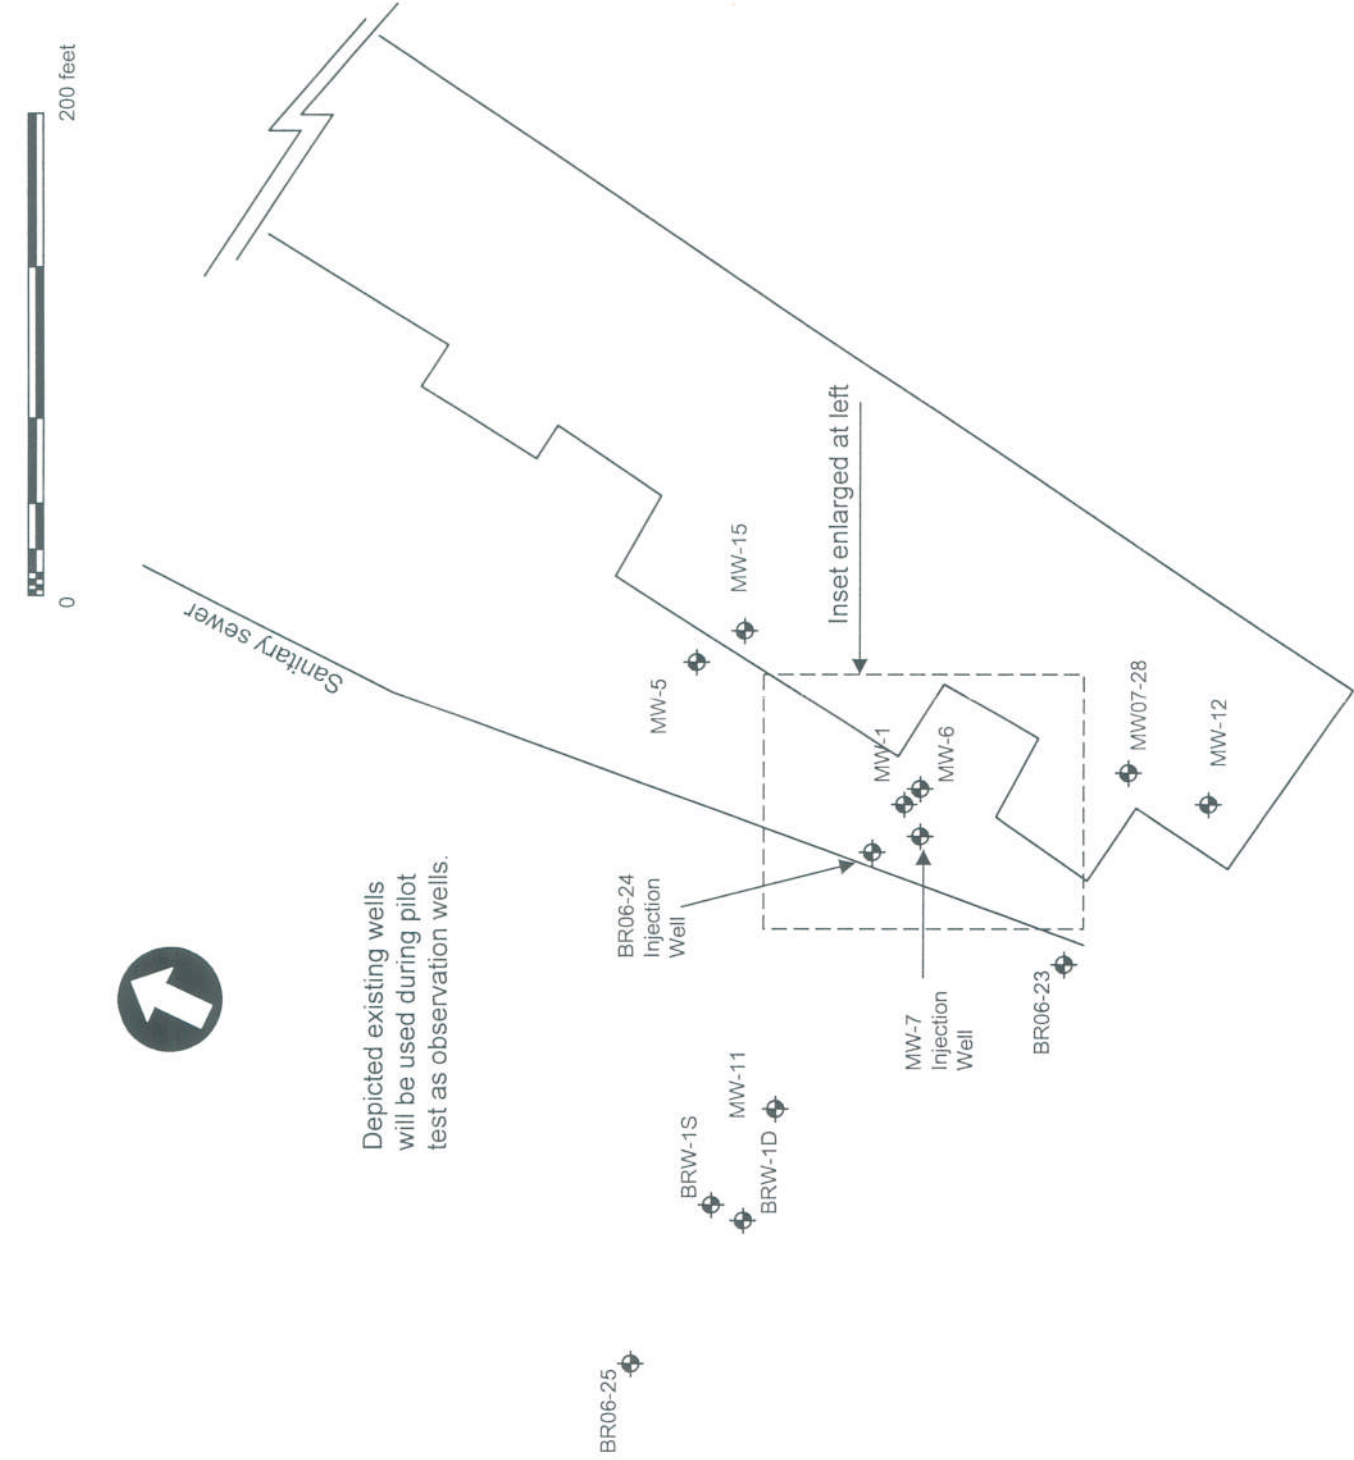 200 feet
0
Sanitary sewer
Depicted existing wells
will be used during pilot
test as observation wells.
Inset enlarged at left
MW-15
MW-5
MW-1
MW-6
BR06-24
Injection
Well
MW-7
Injection
Well
MW07-28
MW-12
BR06-23
MW-11
BRW-1S
BRW-1D
BR06-25